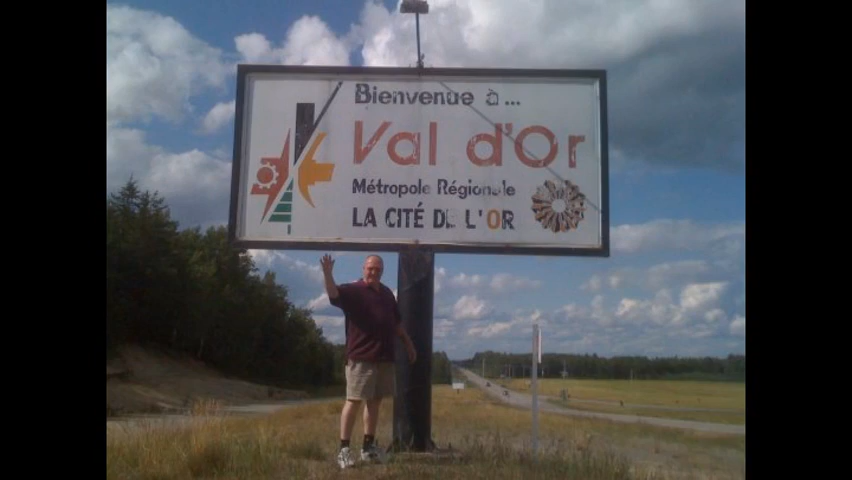 Bienvenue à...
Val d'Or
Métropole Régionale
LA CITÉ DE L'OR